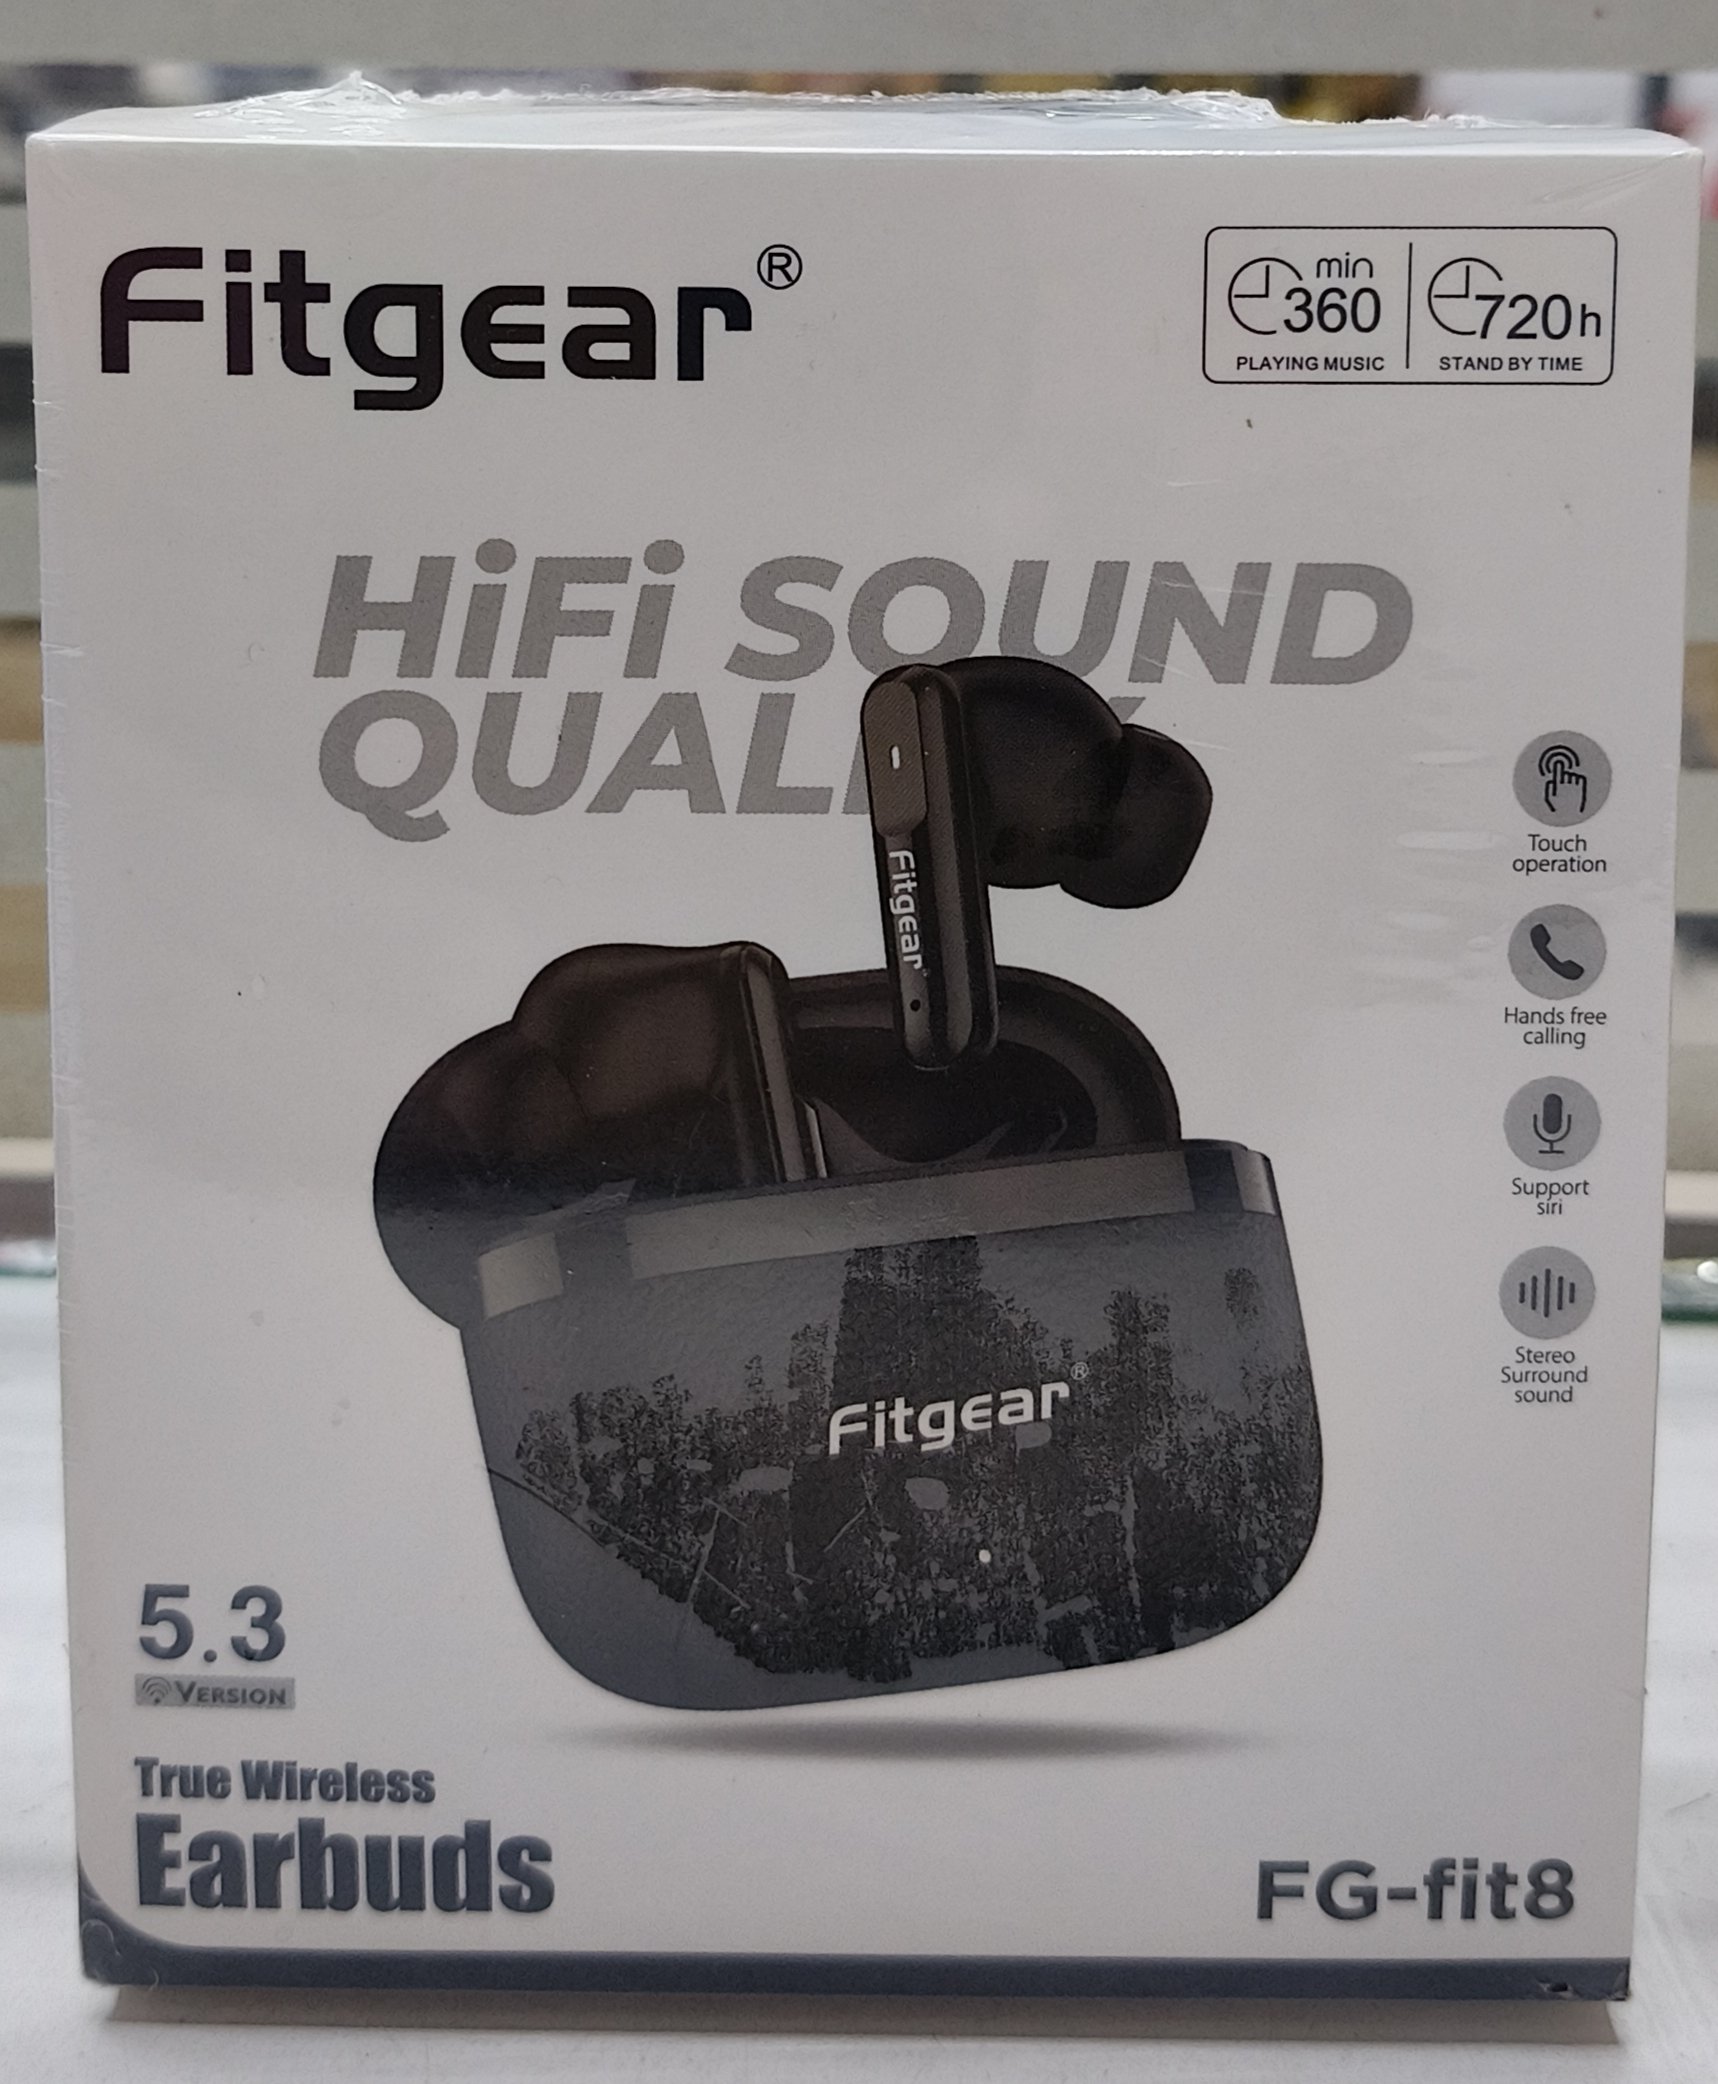 Fitgear®
min
360
PLAYING MUSIC
720h
STAND BY TIME
HiFi SOUND
Fitgear
Touch
operation
Hands free
calling
Support
siri
Stereo
Surround
sound
Fitgear®
5.3
VERSION
True Wireless
Earbuds
FG-fit8